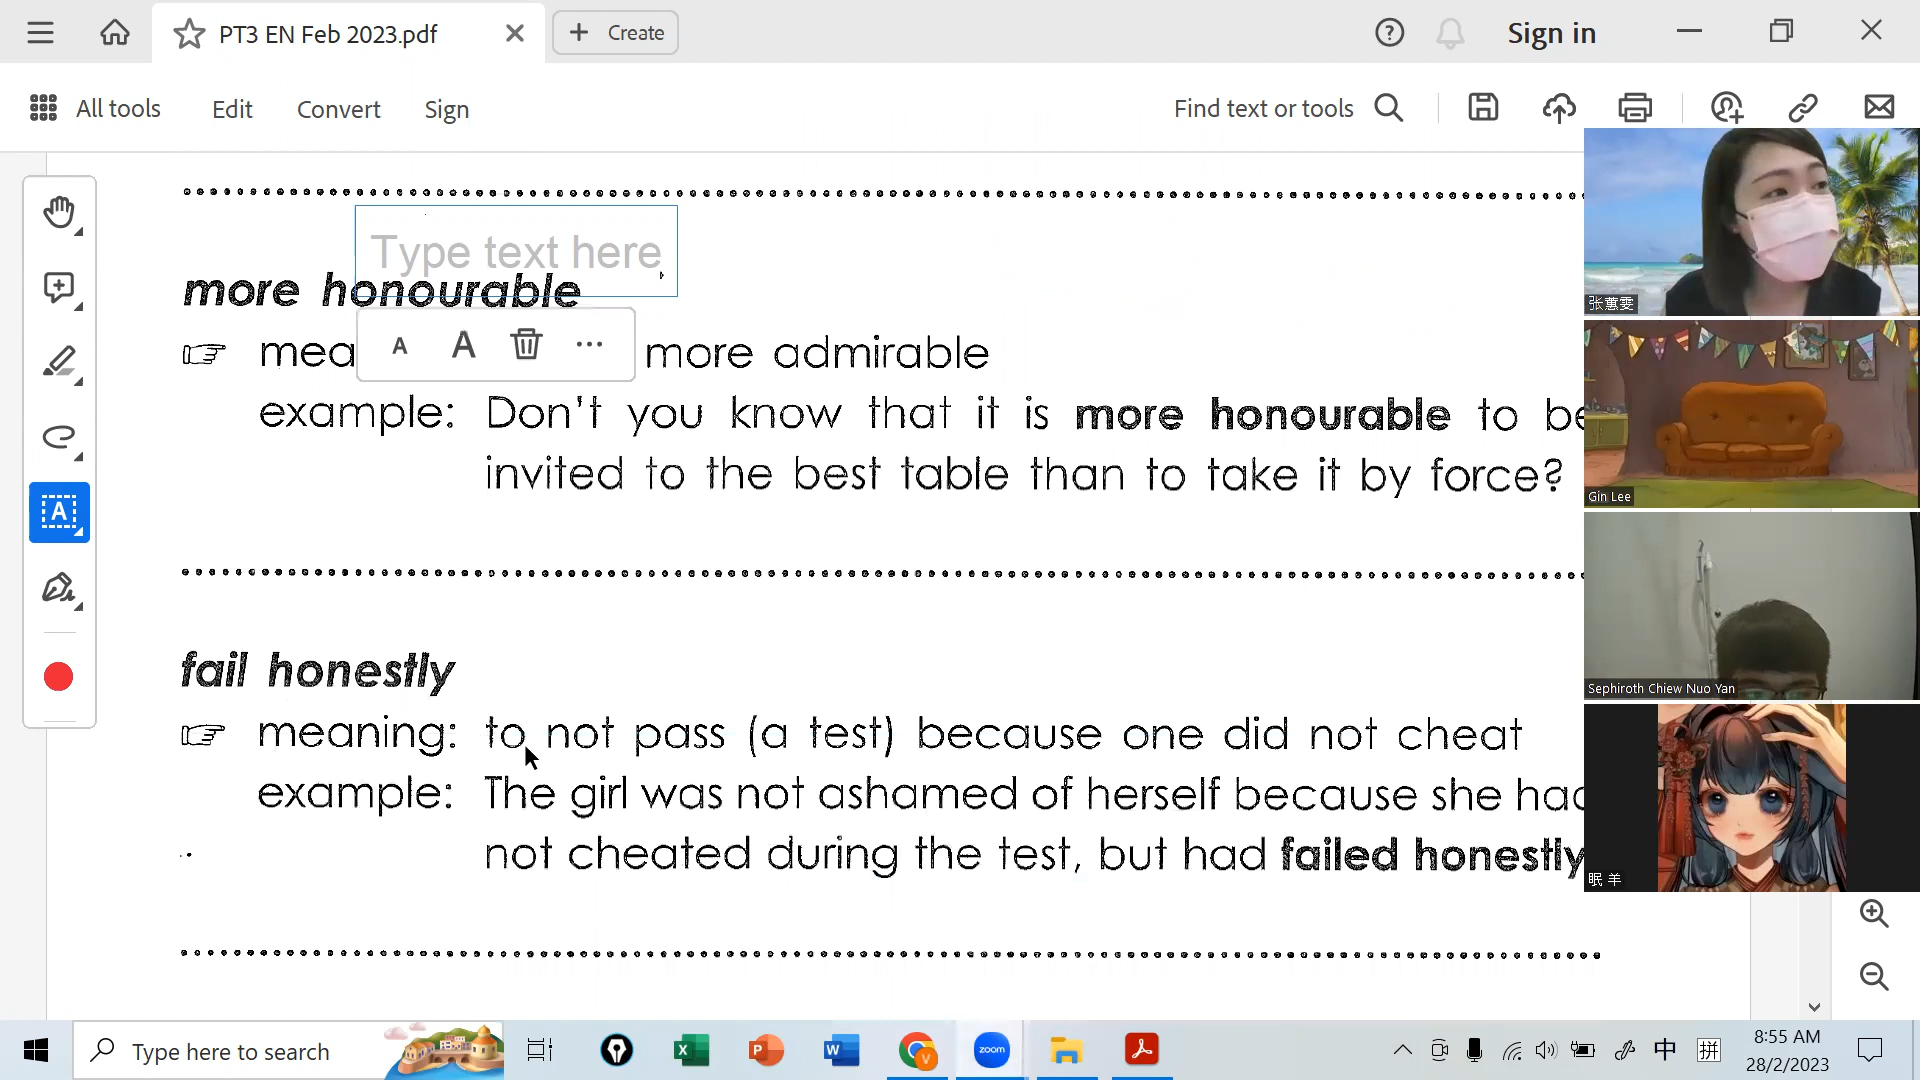 PT3 EN Feb 2023.pdf
Create
Sign in
All tools
Edit
Convert
Sign
Find text or tools
Type text here
more honourable
mea
A A
more admirable
example: Don't you know that it is more honourable to be
invited to the best table than to take it by force?
fail honestly
meaning: to not pass (a test) because one did not cheat
example: The girl was not ashamed of herself because she had
not cheated during the test, but had failed honestly
A
张蕙雯
Gin Lee
Sephiroth Chiew Nuo Yan
眠 羊
Type here to search
X
P
W
V
zoom
中
拼
8:55 AM
28/2/2023